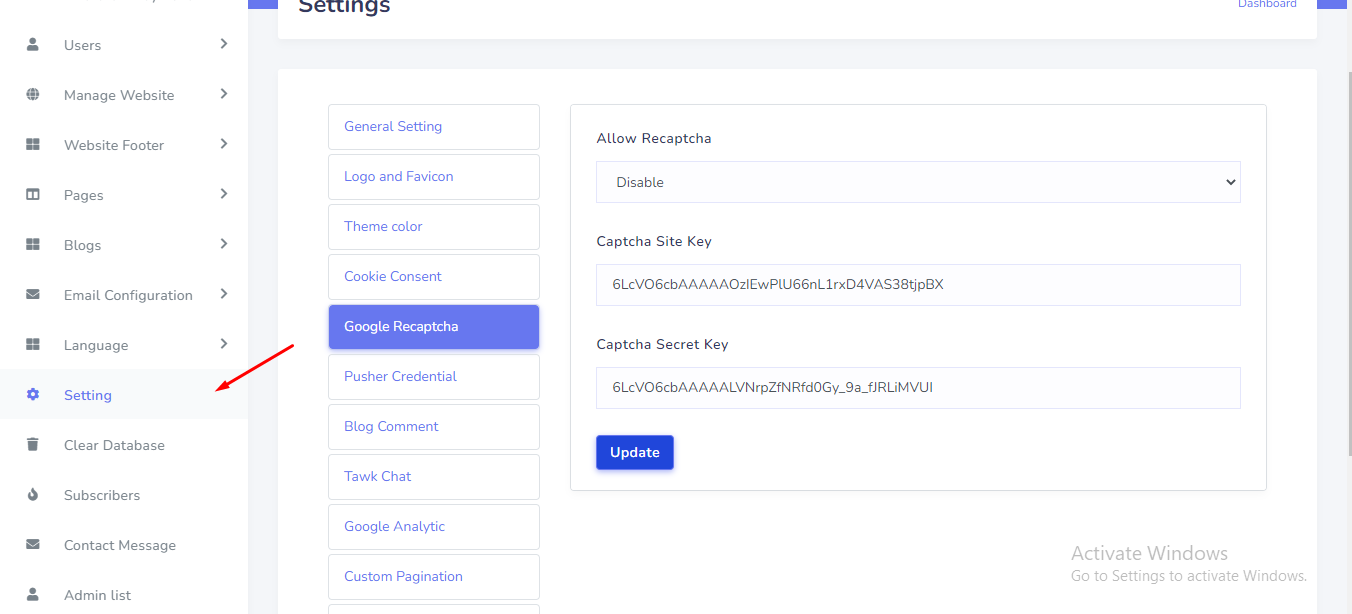 Settings
Dashboard
Users
Manage Website
Website Footer
Pages
Blogs
Email Configuration
Language
Setting
Clear Database
Subscribers
Contact Message
Admin list
General Setting
Logo and Favicon
Theme color
Cookie Consent
Google Recaptcha
Pusher Credential
Blog Comment
Tawk Chat
Google Analytic
Custom Pagination
Allow Recaptcha
Disable
Captcha Site Key
6LcVO6cbAAAAAOzIEwPlU66nL1rxD4VAS38tjpBX
Captcha Secret Key
6LcVO6cbAAAAALVNrpZfNRfd0Gy_9a_fJRLiMVUI
Update
Activate Windows
Go to Settings to activate Windows.